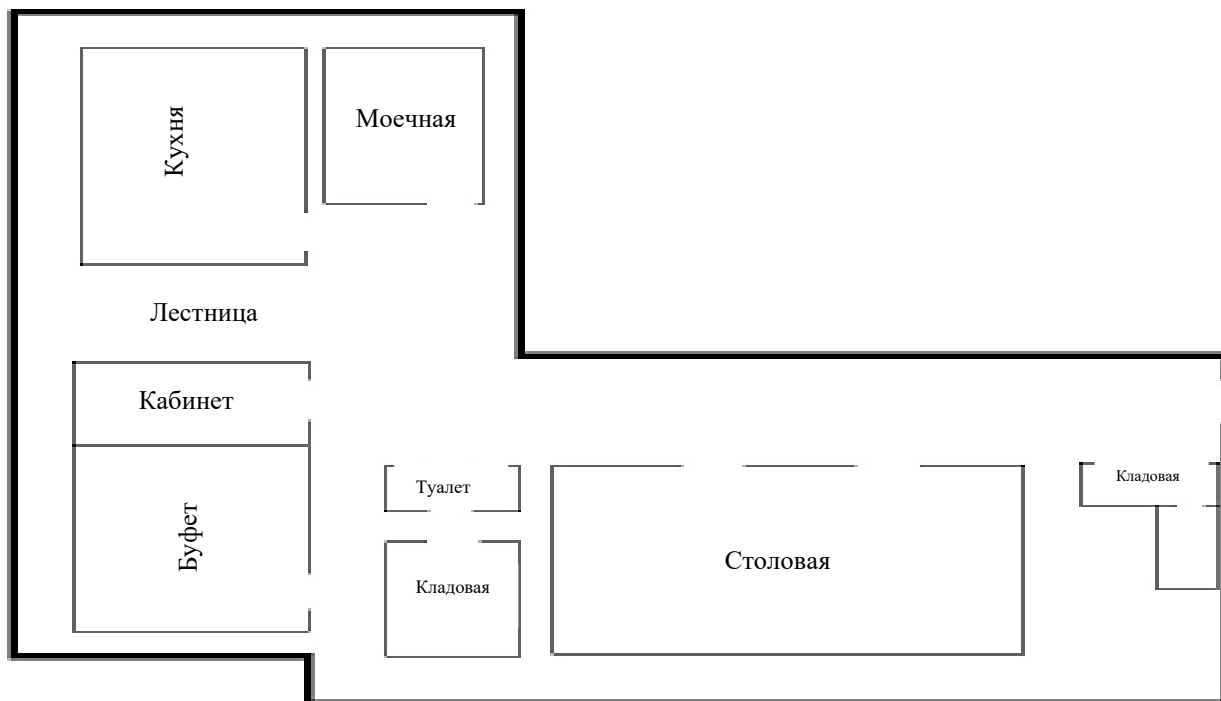 Кухня
Моечная
Лестница
Кабинет
Буфет
Туалет
Кладовая
Столовая
Кладовая